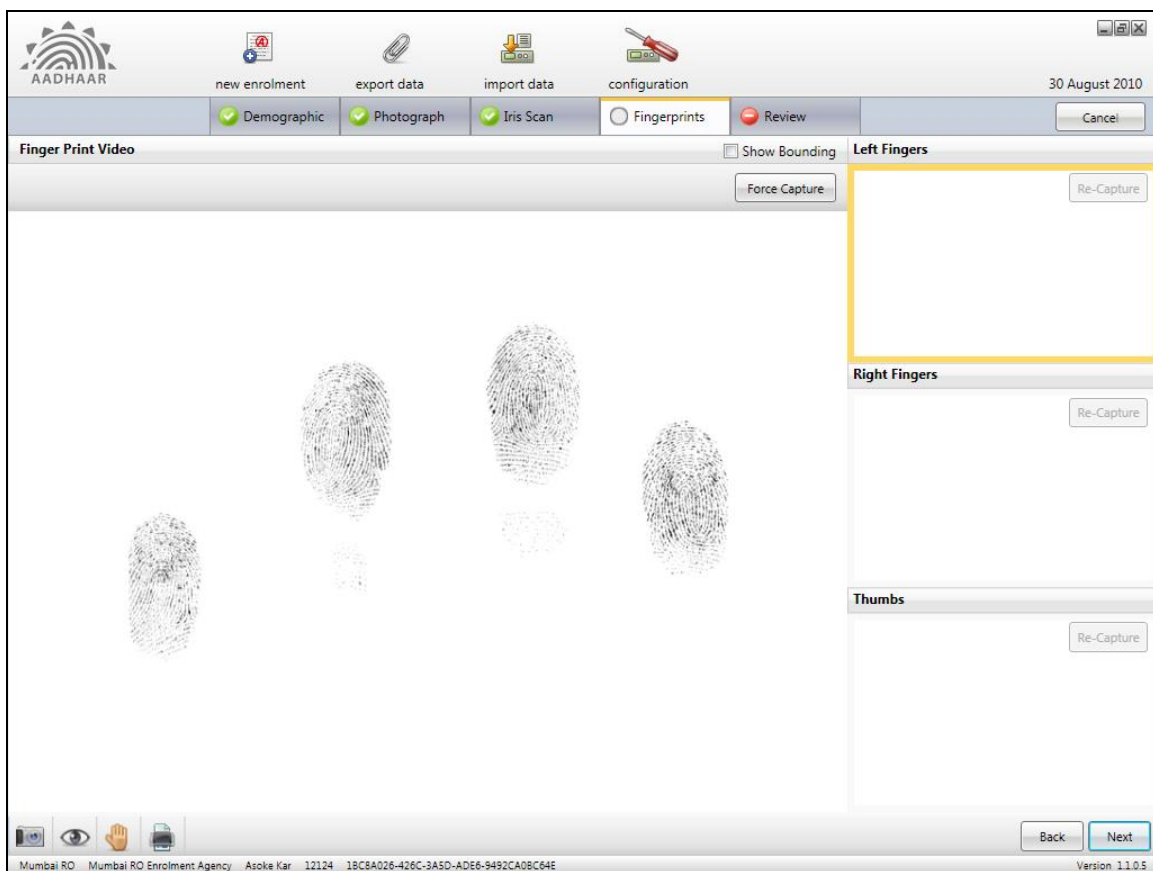 AADHAAR
new enrolment export data import data configuration
30 August 2010
Demographic Photograph Iris Scan Fingerprints Review Cancel
Finger Print Video Show Bounding Left Fingers
Force Capture Re-Capture
Right Fingers
Re-Capture
Thumbs
Re-Capture
Back Next
Mumbai RO Mumbai RO Enrolment Agency Asoke Kar 12124 1BC8A026-426C-3A5D-ADE6-9492CA0BC64E Version 1.1.0.5